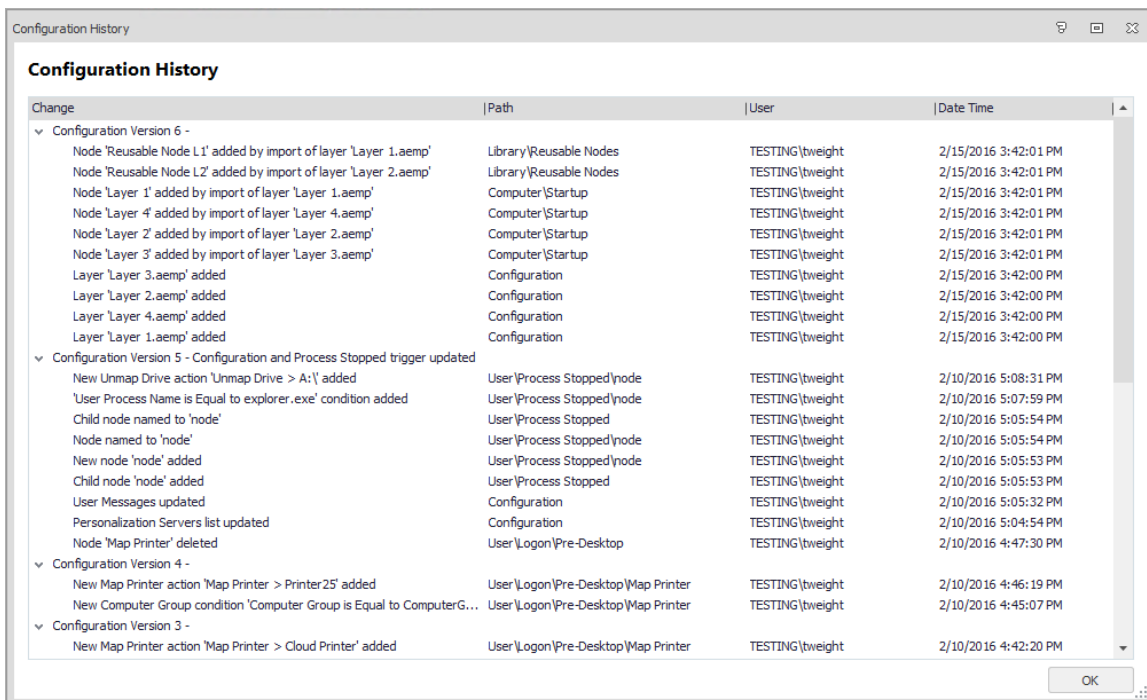 Configuration History
Configuration History
Change |Path |User |Date Time |
Configuration Version 6 -
Node 'Reusable Node L1' added by import of layer 'Layer 1.aemp' Library\Reusable Nodes TESTING\tweight 2/15/2016 3:42:01 PM
Node 'Reusable Node L2' added by import of layer 'Layer 2.aemp' Library\Reusable Nodes TESTING\tweight 2/15/2016 3:42:01 PM
Node 'Layer 1' added by import of layer 'Layer 1.aemp' Computer\Startup TESTING\tweight 2/15/2016 3:42:01 PM
Node 'Layer 4' added by import of layer 'Layer 4.aemp' Computer\Startup TESTING\tweight 2/15/2016 3:42:01 PM
Node 'Layer 2' added by import of layer 'Layer 2.aemp' Computer\Startup TESTING\tweight 2/15/2016 3:42:01 PM
Node 'Layer 3' added by import of layer 'Layer 3.aemp' Computer\Startup TESTING\tweight 2/15/2016 3:42:01 PM
Layer 'Layer 3.aemp' added Configuration TESTING\tweight 2/15/2016 3:42:00 PM
Layer 'Layer 2.aemp' added Configuration TESTING\tweight 2/15/2016 3:42:00 PM
Layer 'Layer 4.aemp' added Configuration TESTING\tweight 2/15/2016 3:42:00 PM
Layer 'Layer 1.aemp' added Configuration TESTING\tweight 2/15/2016 3:42:00 PM
Configuration Version 5 - Configuration and Process Stopped trigger updated
New Unmap Drive action 'Unmap Drive > A:\' added User\Process Stopped\node TESTING\tweight 2/10/2016 5:08:31 PM
'User Process Name is Equal to explorer.exe' condition added User\Process Stopped\node TESTING\tweight 2/10/2016 5:07:59 PM
Child node named to 'node' User\Process Stopped TESTING\tweight 2/10/2016 5:05:54 PM
Node named to 'node' User\Process Stopped\node TESTING\tweight 2/10/2016 5:05:54 PM
New node 'node' added User\Process Stopped\node TESTING\tweight 2/10/2016 5:05:53 PM
Child node 'node' added User\Process Stopped TESTING\tweight 2/10/2016 5:05:53 PM
User Messages updated Configuration TESTING\tweight 2/10/2016 5:05:32 PM
Personalization Servers list updated Configuration TESTING\tweight 2/10/2016 5:04:54 PM
Node 'Map Printer' deleted User\Logon\Pre-Desktop TESTING\tweight 2/10/2016 4:47:30 PM
Configuration Version 4 -
New Map Printer action 'Map Printer > Printer25' added User\Logon\Pre-Desktop\Map Printer TESTING\tweight 2/10/2016 4:46:19 PM
New Computer Group condition 'Computer Group is Equal to ComputerG... User\Logon\Pre-Desktop\Map Printer TESTING\tweight 2/10/2016 4:45:07 PM
Configuration Version 3 -
New Map Printer action 'Map Printer > Cloud Printer' added User\Logon\Pre-Desktop\Map Printer TESTING\tweight 2/10/2016 4:42:20 PM
OK